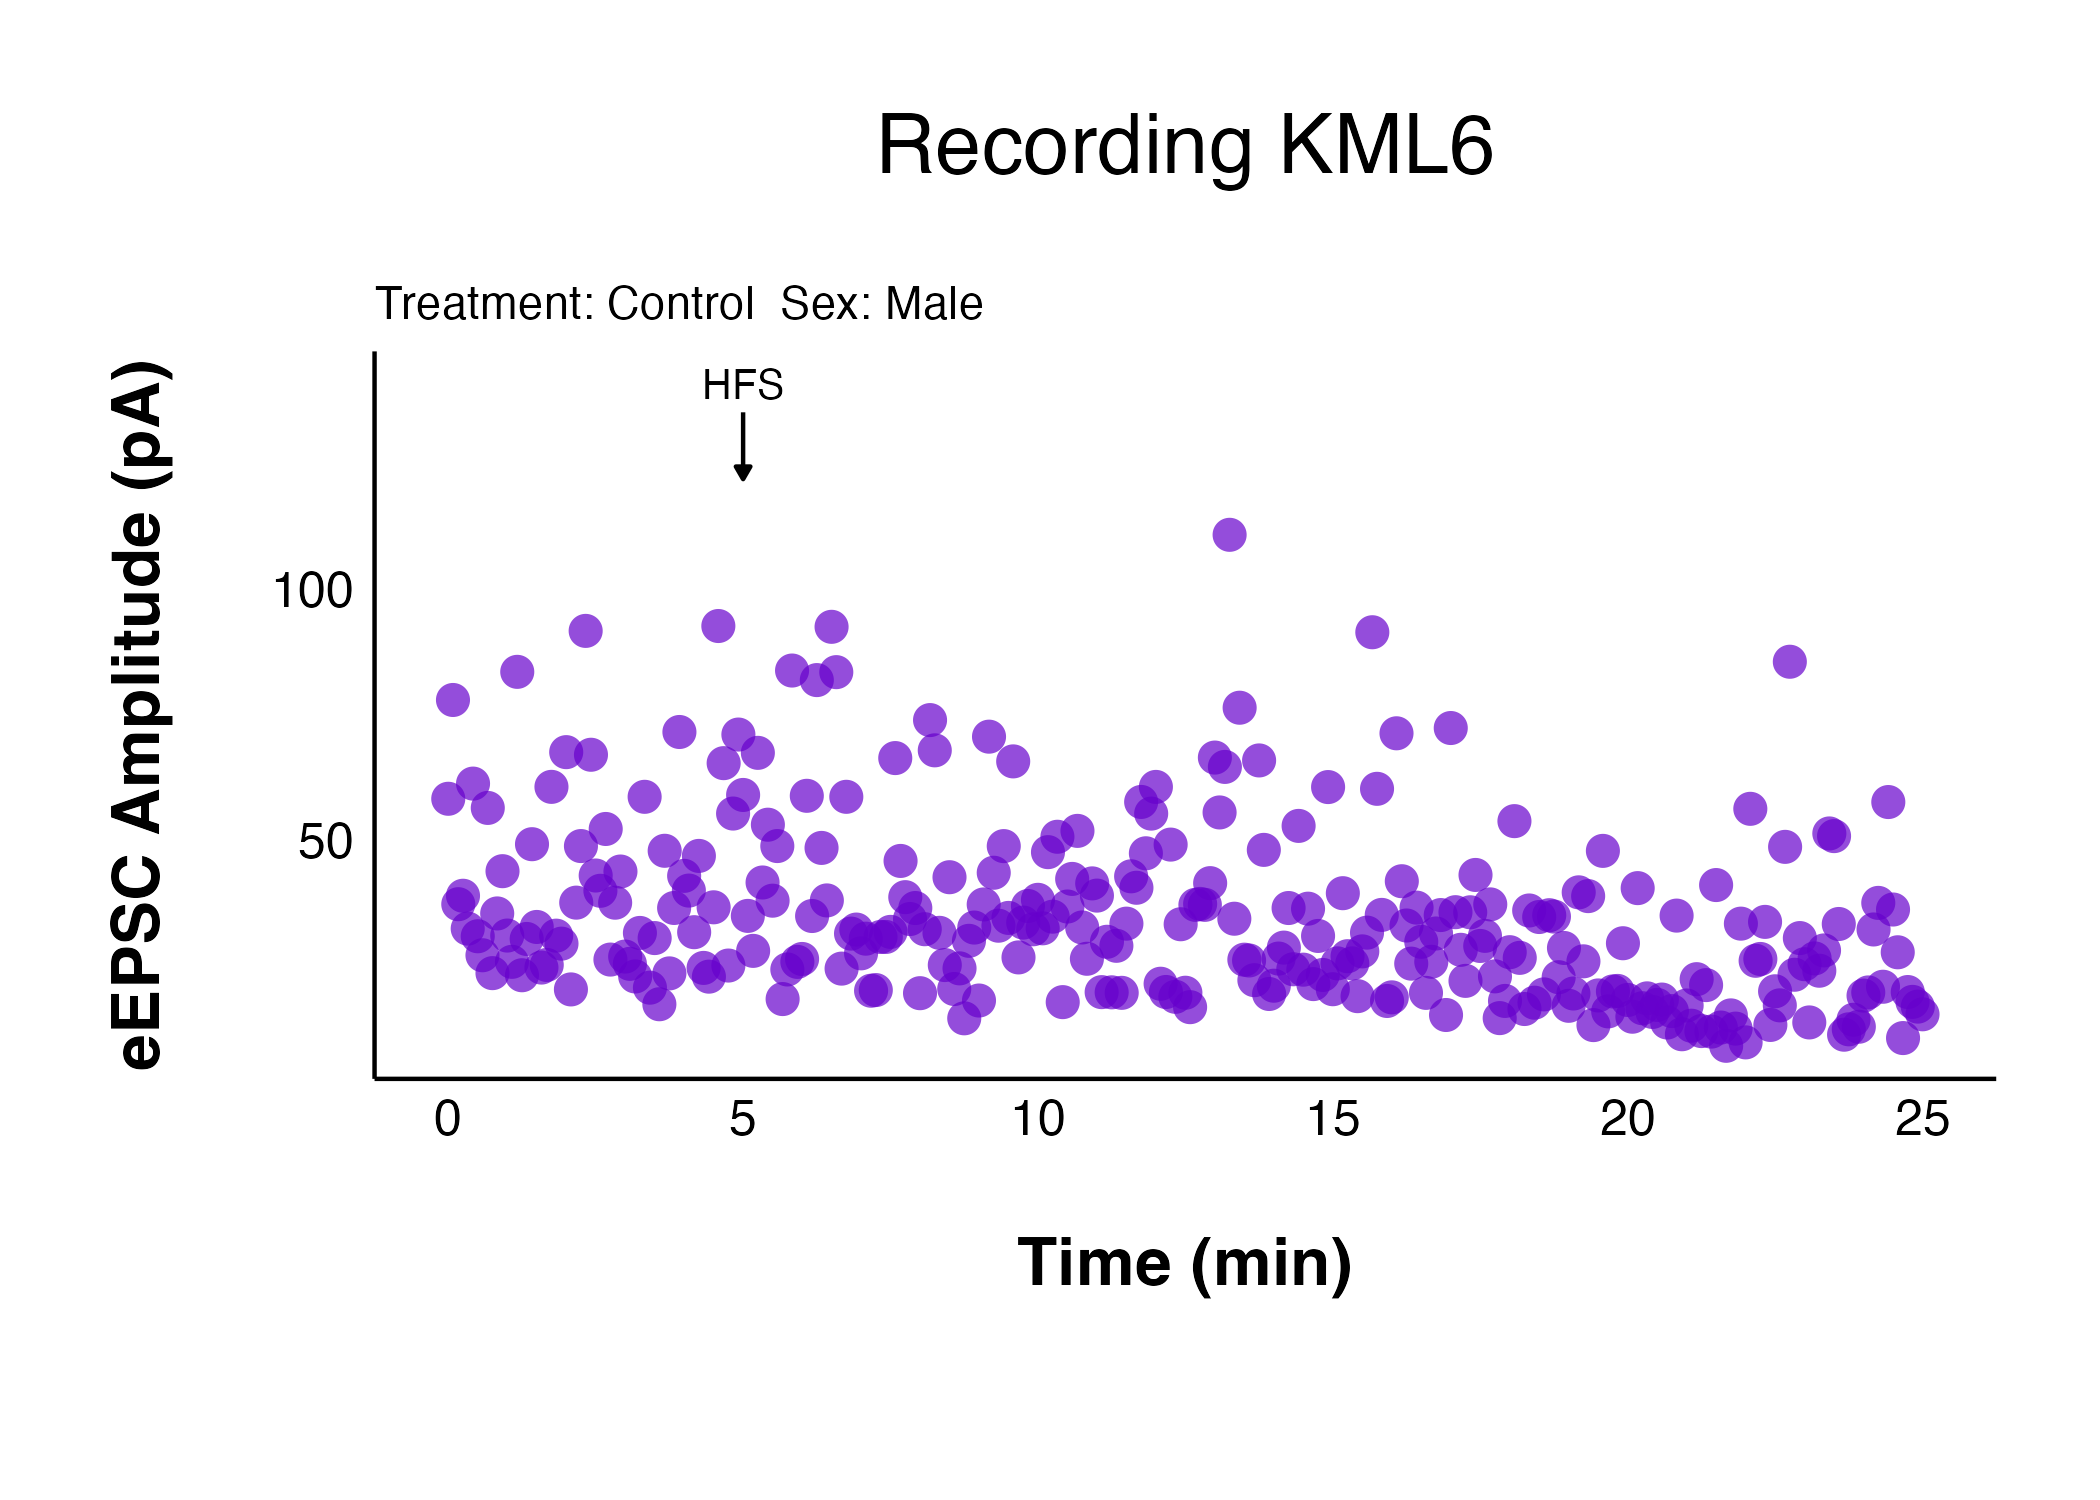 Recording KML6
Treatment: Control  Sex: Male
HFS
eEPSC Amplitude (pA)
100
50
0 5 10 15 20 25
Time (min)